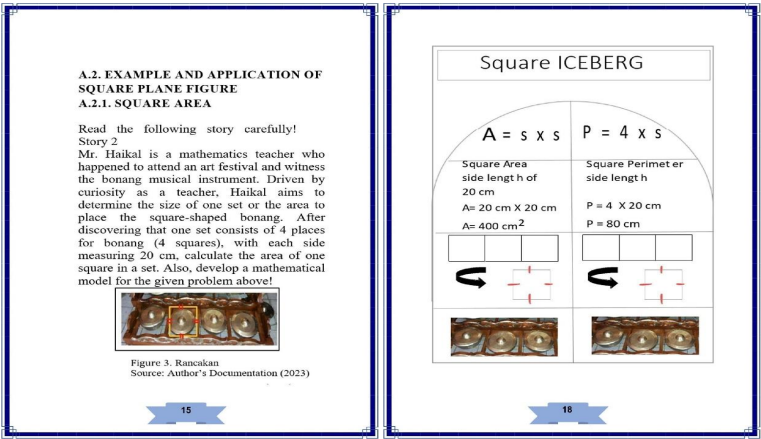 A.2. EXAMPLE AND APPLICATION OF
SQUARE PLANE FIGURE
A.2.1. SQUARE AREA
Read the following story carefully!
Story 2
Mr. Haikal is a mathematics teacher who
happened to attend an art festival and witness
the bonang musical instrument. Driven by
curiosity as a teacher, Haikal aims to
determine the size of one set or the area to
place the square-shaped bonang. After
discovering that one set consists of 4 places
for bonang (4 squares), with each side
measuring 20 cm, calculate the area of one
square in a set. Also, develop a mathematical
model for the given problem above!
Figure 3. Rancakan
Source: Author's Documentation (2023)
15
Square ICEBERG
A = s x s
Square Area
side lengt h of
20 cm
A= 20 cm X 20 cm
A= 400 cm2
P = 4 x s
Square Perimet er
side lengt h
P = 4 X 20 cm
P = 80 cm
18